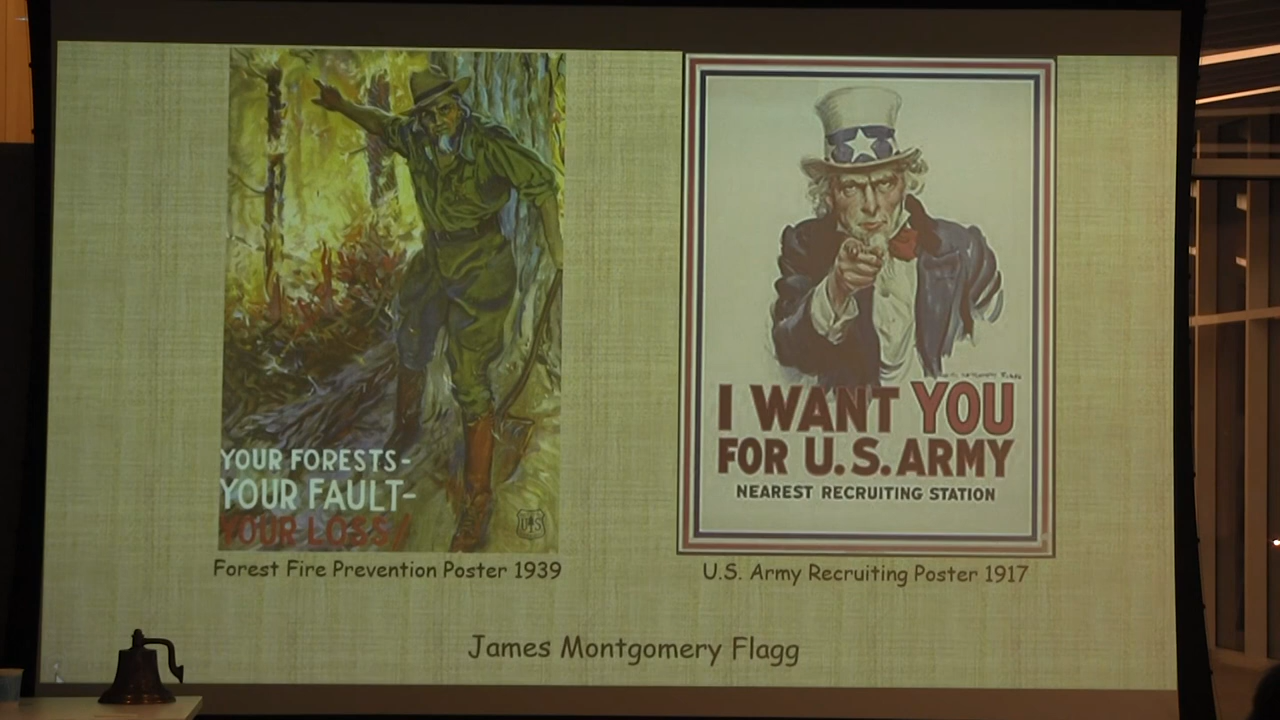 YOUR FORESTS-
YOUR FAULT-
YOUR LOSS!
US
Forest Fire Prevention Poster 1939
I WANT YOU
FOR U.S. ARMY
NEAREST RECRUITING STATION
U.S. Army Recruiting Poster 1917
James Montgomery Flagg